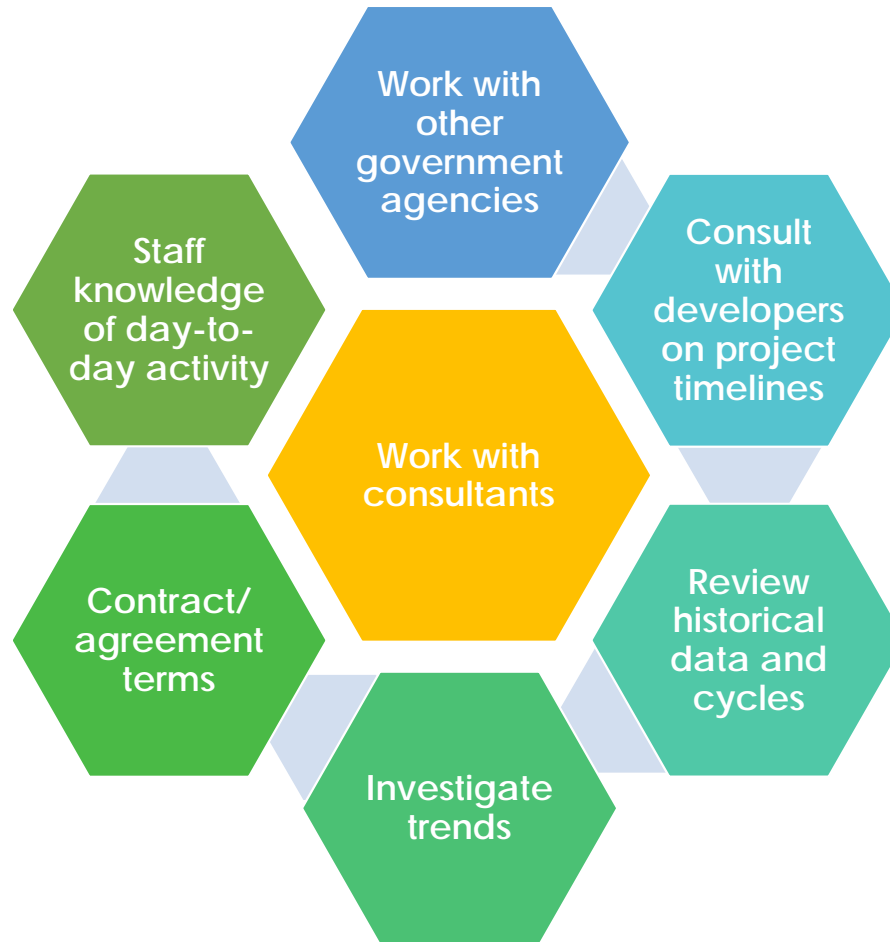 Work with
other
government
agencies
Consult
with
developers
on project
timelines
Review
historical
data and
cycles
Investigate
trends
Contract/
agreement
terms
Staff
knowledge
of day-to-
day activity
Work with
consultants